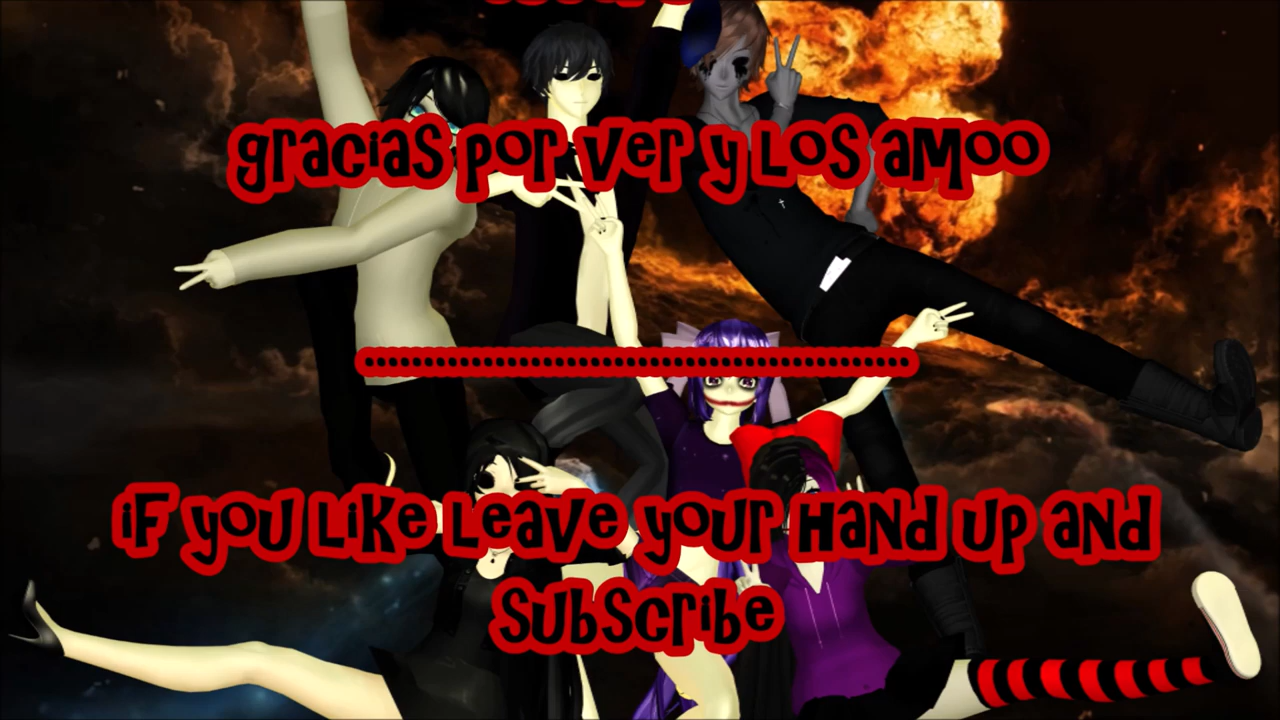 gracias por ver y los amoo
if you like leave your hand up and
subscribe